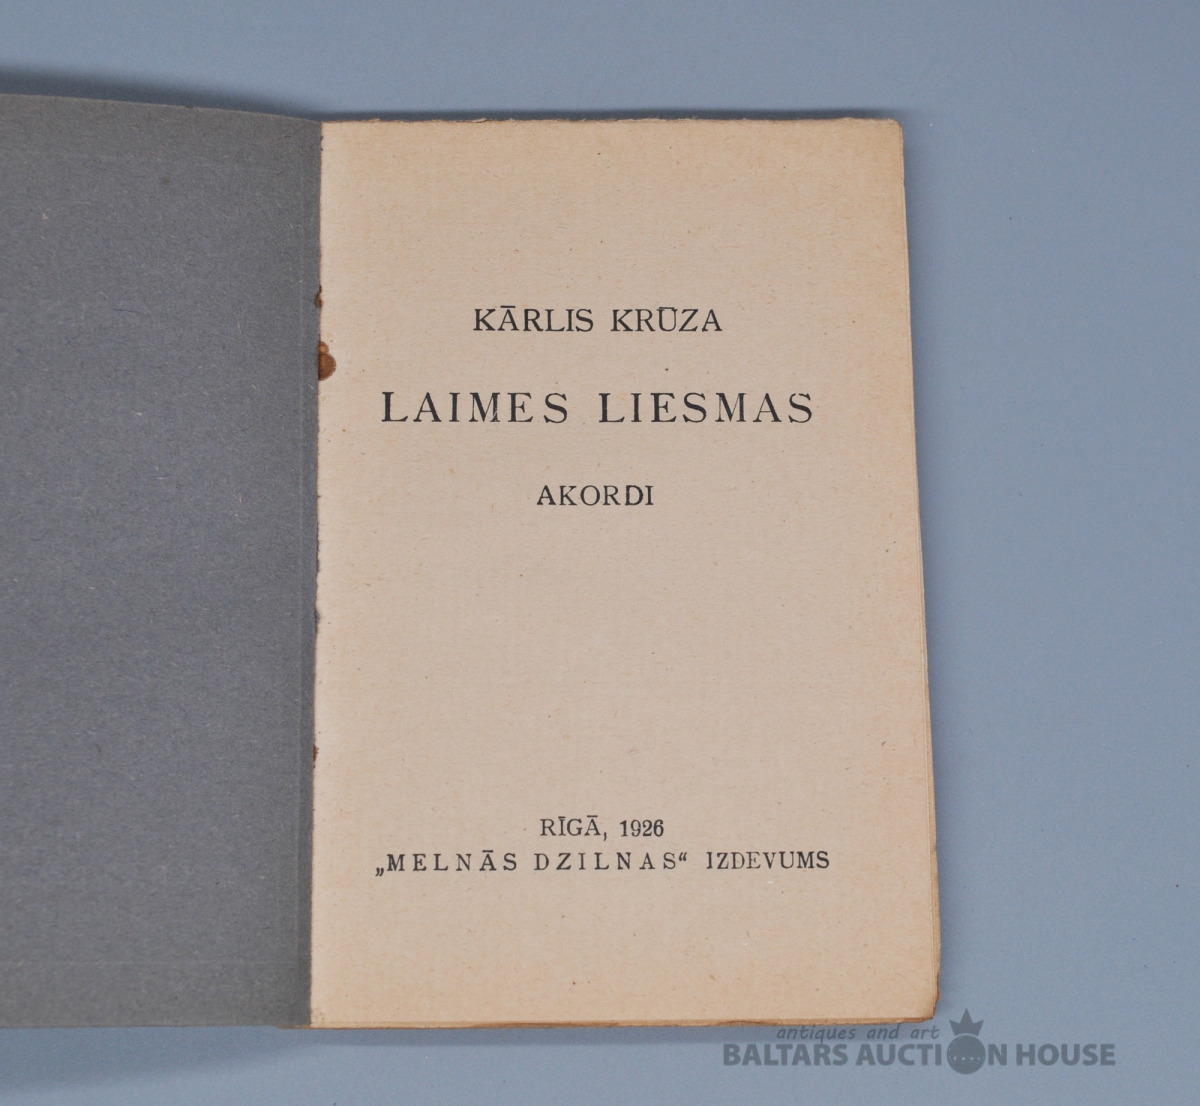 KĀRLIS KRŪZA
LAIMES LIESMAS
AKORDI
RĪGĀ, 1926
„MELNĀS DZILNAS“ IZDEVUMS
antiques and art
BALTARS AUCTION HOUSE